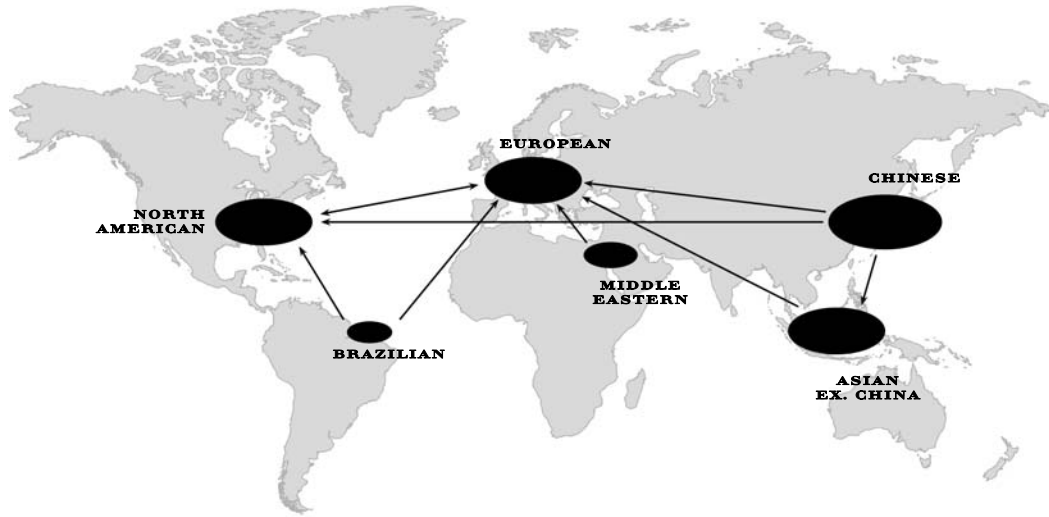 EUROPEAN
CHINESE
NORTH
AMERICAN
MIDDLE
EASTERN
BRAZILIAN
ASIAN
EX. CHINA